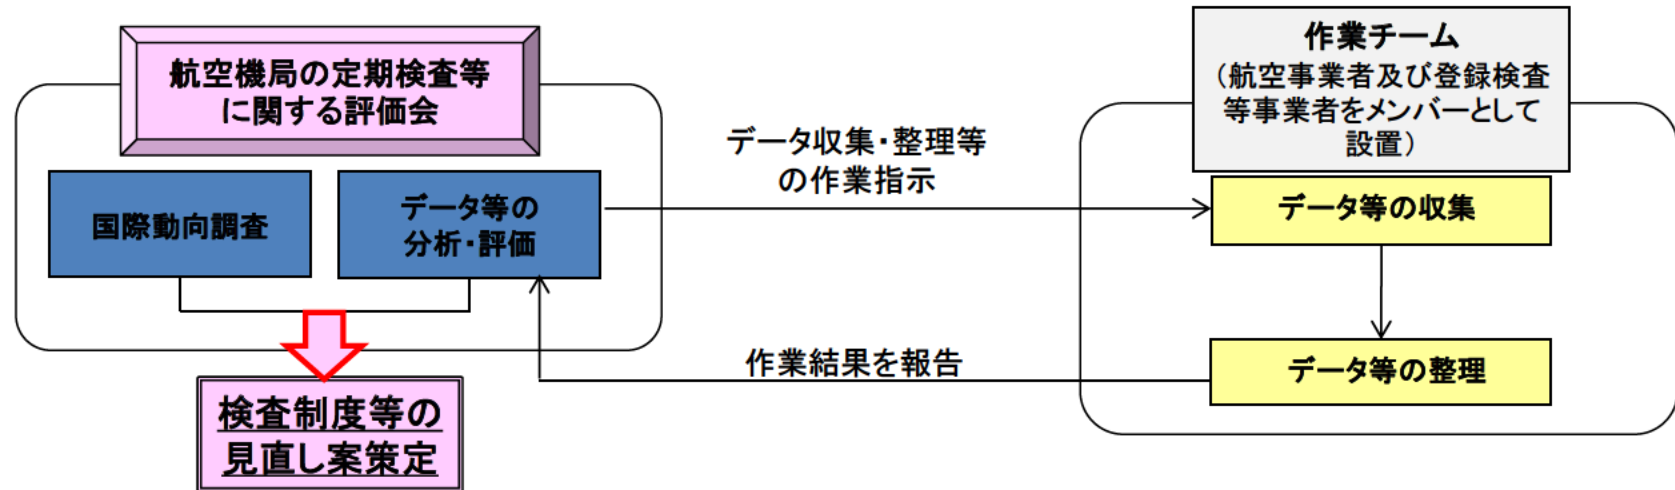 航空機局の定期検査等
に関する評価会
国際動向調査
データ等の
分析・評価
検査制度等の
見直し案策定
データ収集・整理等
の作業指示
作業結果を報告
作業チーム
（航空事業者及び登録検査
等事業者をメンバーとして
設置）
データ等の収集
データ等の整理